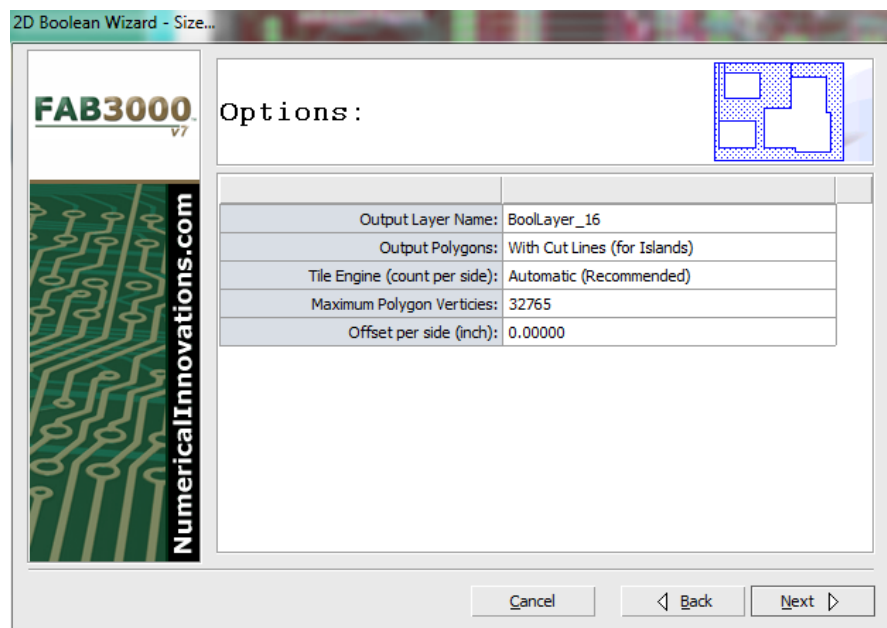 2D Boolean Wizard - Size...
FAB3000
v7
Options:
NumericalInnovations.com
Output Layer Name: BoolLayer_16
Output Polygons: With Cut Lines (for Islands)
Tile Engine (count per side): Automatic (Recommended)
Maximum Polygon Verticies: 32765
Offset per side (inch): 0.00000
Cancel Back Next